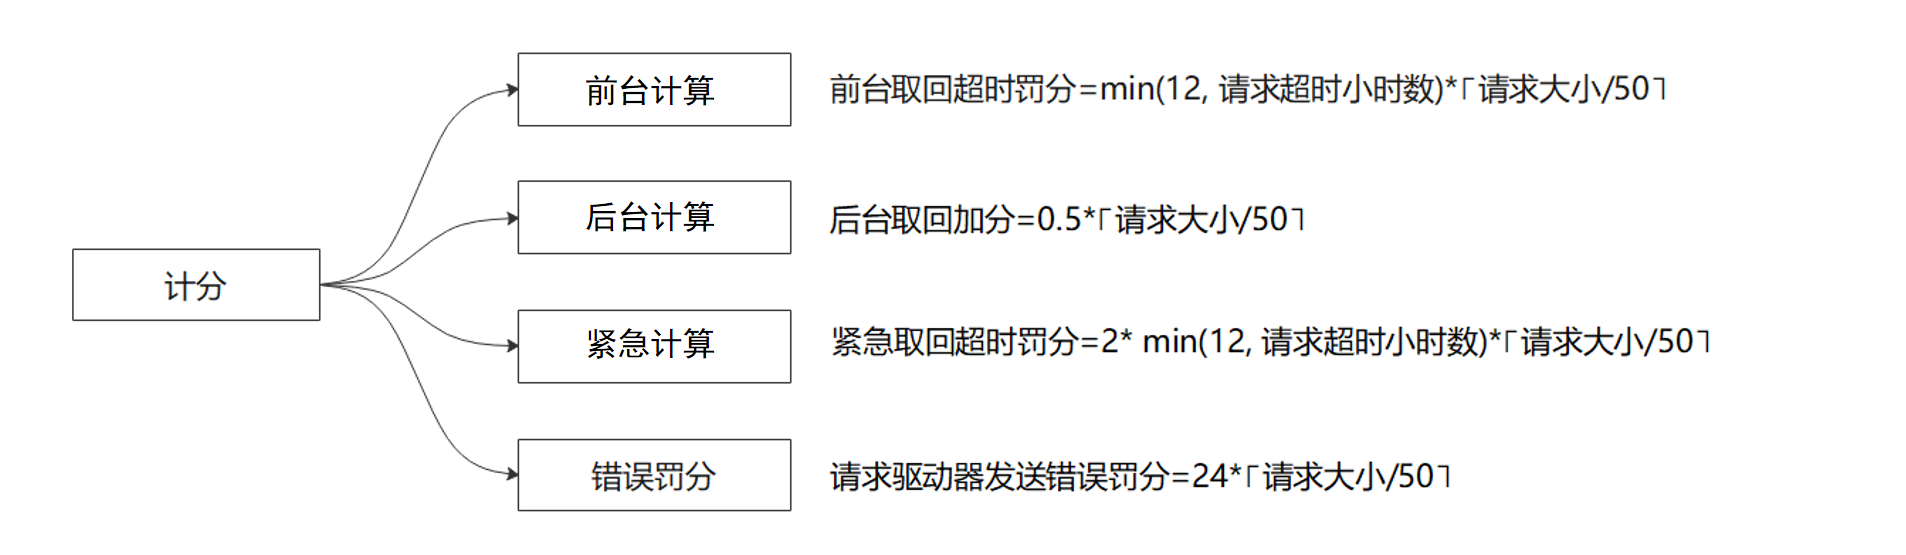 前台计算
前台取回超时罚分=min(12, 请求超时小时数)*⌈请求大小/50⌉
后台计算
后台取回加分=0.5*⌈请求大小/50⌉
计分
紧急计算
紧急取回超时罚分=2* min(12, 请求超时小时数)*⌈请求大小/50⌉
错误罚分
请求驱动器发送错误罚分=24*⌈请求大小/50⌉